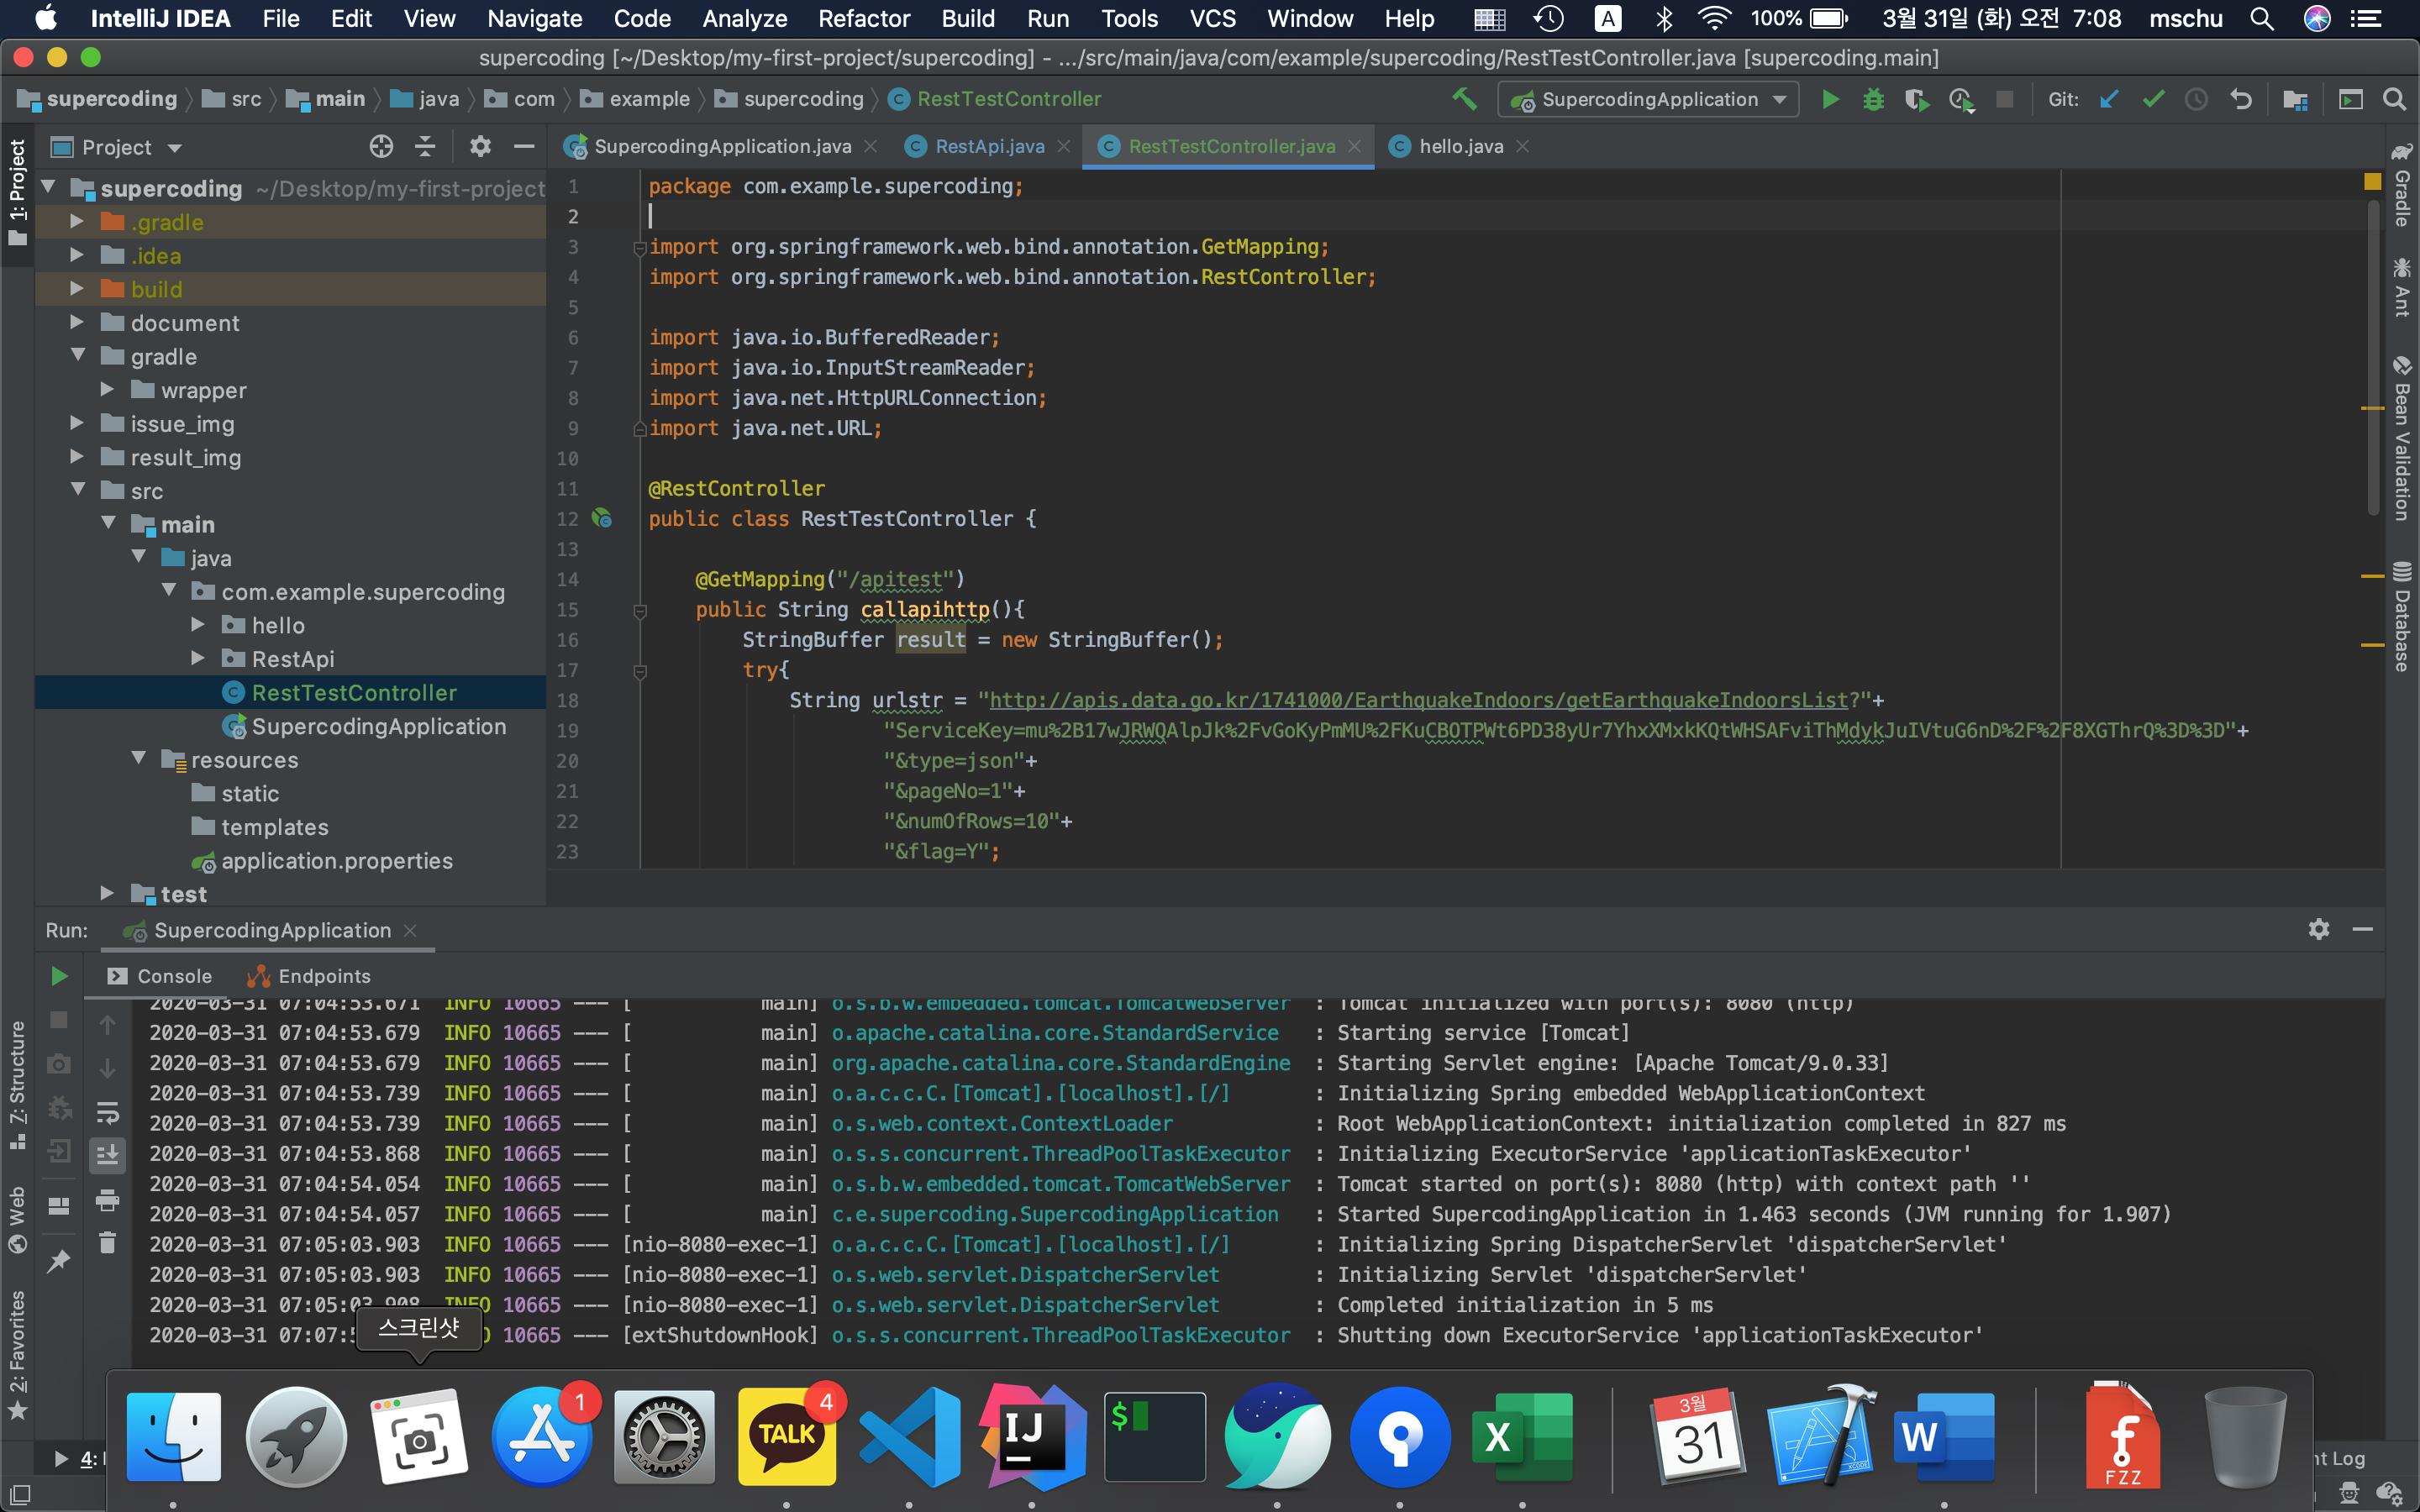 IntelliJ IDEA File Edit View Navigate Code Analyze Refactor Build Run Tools VCS Window Help A 100% 3월 31일 (화) 오전 7:08 mschu
supercoding [~/Desktop/my-first-project/supercoding] - .../src/main/java/com/example/supercoding/RestTestController.java [supercoding.main]
supercoding src main java com example supercoding RestTestController SupercodingApplication Git:
Project
SupercodingApplication.java RestApi.java RestTestController.java hello.java
1: Project
Z: Structure
Web
2: Favorites
supercoding ~/Desktop/my-first-project
.gradle
.idea
build
document
gradle
wrapper
issue_img
result_img
src
main
java
com.example.supercoding
hello
RestApi
RestTestController
SupercodingApplication
resources
static
templates
application.properties
test
1 package com.example.supercoding;
2
3 import org.springframework.web.bind.annotation.GetMapping;
4 import org.springframework.web.bind.annotation.RestController;
5
6 import java.io.BufferedReader;
7 import java.io.InputStreamReader;
8 import java.net.HttpURLConnection;
9 import java.net.URL;
10
11 @RestController
12 public class RestTestController {
13
14 @GetMapping("/apitest")
15 public String callapihttp(){
16 StringBuffer result = new StringBuffer();
17 try{
18 String urlstr = "http://apis.data.go.kr/1741000/EarthquakeIndoors/getEarthquakeIndoorsList?"+
19 "ServiceKey=mu%2B17wJRWQAlpJk%2FvGoKyPmMU%2FKuCBOTPWt6PD38yUr7YhxXMxkKQtWHSAFviThMdykJuIVtuG6nD%2F%2F8XGThrQ%3D%3D"+
20 "&type=json"+
21 "&pageNo=1"+
22 "&numOfRows=10"+
23 "&flag=Y";
Gradle
Ant
Bean Validation
Database
Run: SupercodingApplication
Console Endpoints
2020-03-31 07:04:53.671 INFO 10665 --- [ main] o.s.b.w.embedded.tomcat.TomcatWebServer : Tomcat initialized with port(s): 8080 (http)
2020-03-31 07:04:53.679 INFO 10665 --- [ main] o.apache.catalina.core.StandardService : Starting service [Tomcat]
2020-03-31 07:04:53.679 INFO 10665 --- [ main] org.apache.catalina.core.StandardEngine : Starting Servlet engine: [Apache Tomcat/9.0.33]
2020-03-31 07:04:53.739 INFO 10665 --- [ main] o.a.c.c.C.[Tomcat].[localhost].[/] : Initializing Spring embedded WebApplicationContext
2020-03-31 07:04:53.739 INFO 10665 --- [ main] o.s.web.context.ContextLoader : Root WebApplicationContext: initialization completed in 827 ms
2020-03-31 07:04:53.868 INFO 10665 --- [ main] o.s.s.concurrent.ThreadPoolTaskExecutor : Initializing ExecutorService 'applicationTaskExecutor'
2020-03-31 07:04:54.054 INFO 10665 --- [ main] o.s.b.w.embedded.tomcat.TomcatWebServer : Tomcat started on port(s): 8080 (http) with context path ''
2020-03-31 07:04:54.057 INFO 10665 --- [ main] c.e.supercoding.SupercodingApplication : Started SupercodingApplication in 1.463 seconds (JVM running for 1.907)
2020-03-31 07:05:03.903 INFO 10665 --- [nio-8080-exec-1] o.a.c.c.C.[Tomcat].[localhost].[/] : Initializing Spring DispatcherServlet 'dispatcherServlet'
2020-03-31 07:05:03.903 INFO 10665 --- [nio-8080-exec-1] o.s.web.servlet.DispatcherServlet : Initializing Servlet 'dispatcherServlet'
2020-03-31 07:05:03.908 INFO 10665 --- [nio-8080-exec-1] o.s.web.servlet.DispatcherServlet : Completed initialization in 5 ms
2020-03-31 07:07: 10665 --- [extShutdownHook] o.s.s.concurrent.ThreadPoolTaskExecutor : Shutting down ExecutorService 'applicationTaskExecutor'
스크린샷
1 TALK 4 IJ $ X 3월 31 W FZZ
4: nt Log